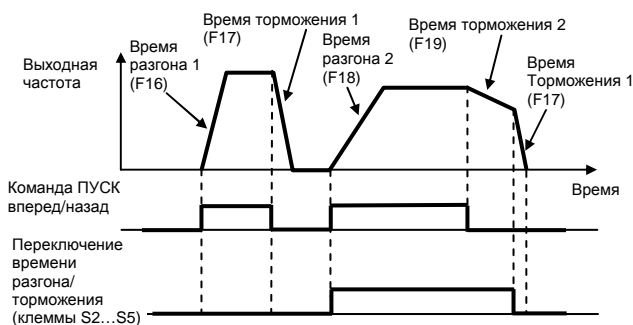 Время
разгона 1
(F16)
Время торможения 1
(F17)
Время
разгона 2
(F18)
Время торможения 2
(F19)
Время
Торможения 1
(F17)
Выходная
частота
Время
Команда ПУСК
вперед/назад
Переключение
времени
разгона/
торможения
(клеммы S2...S5)